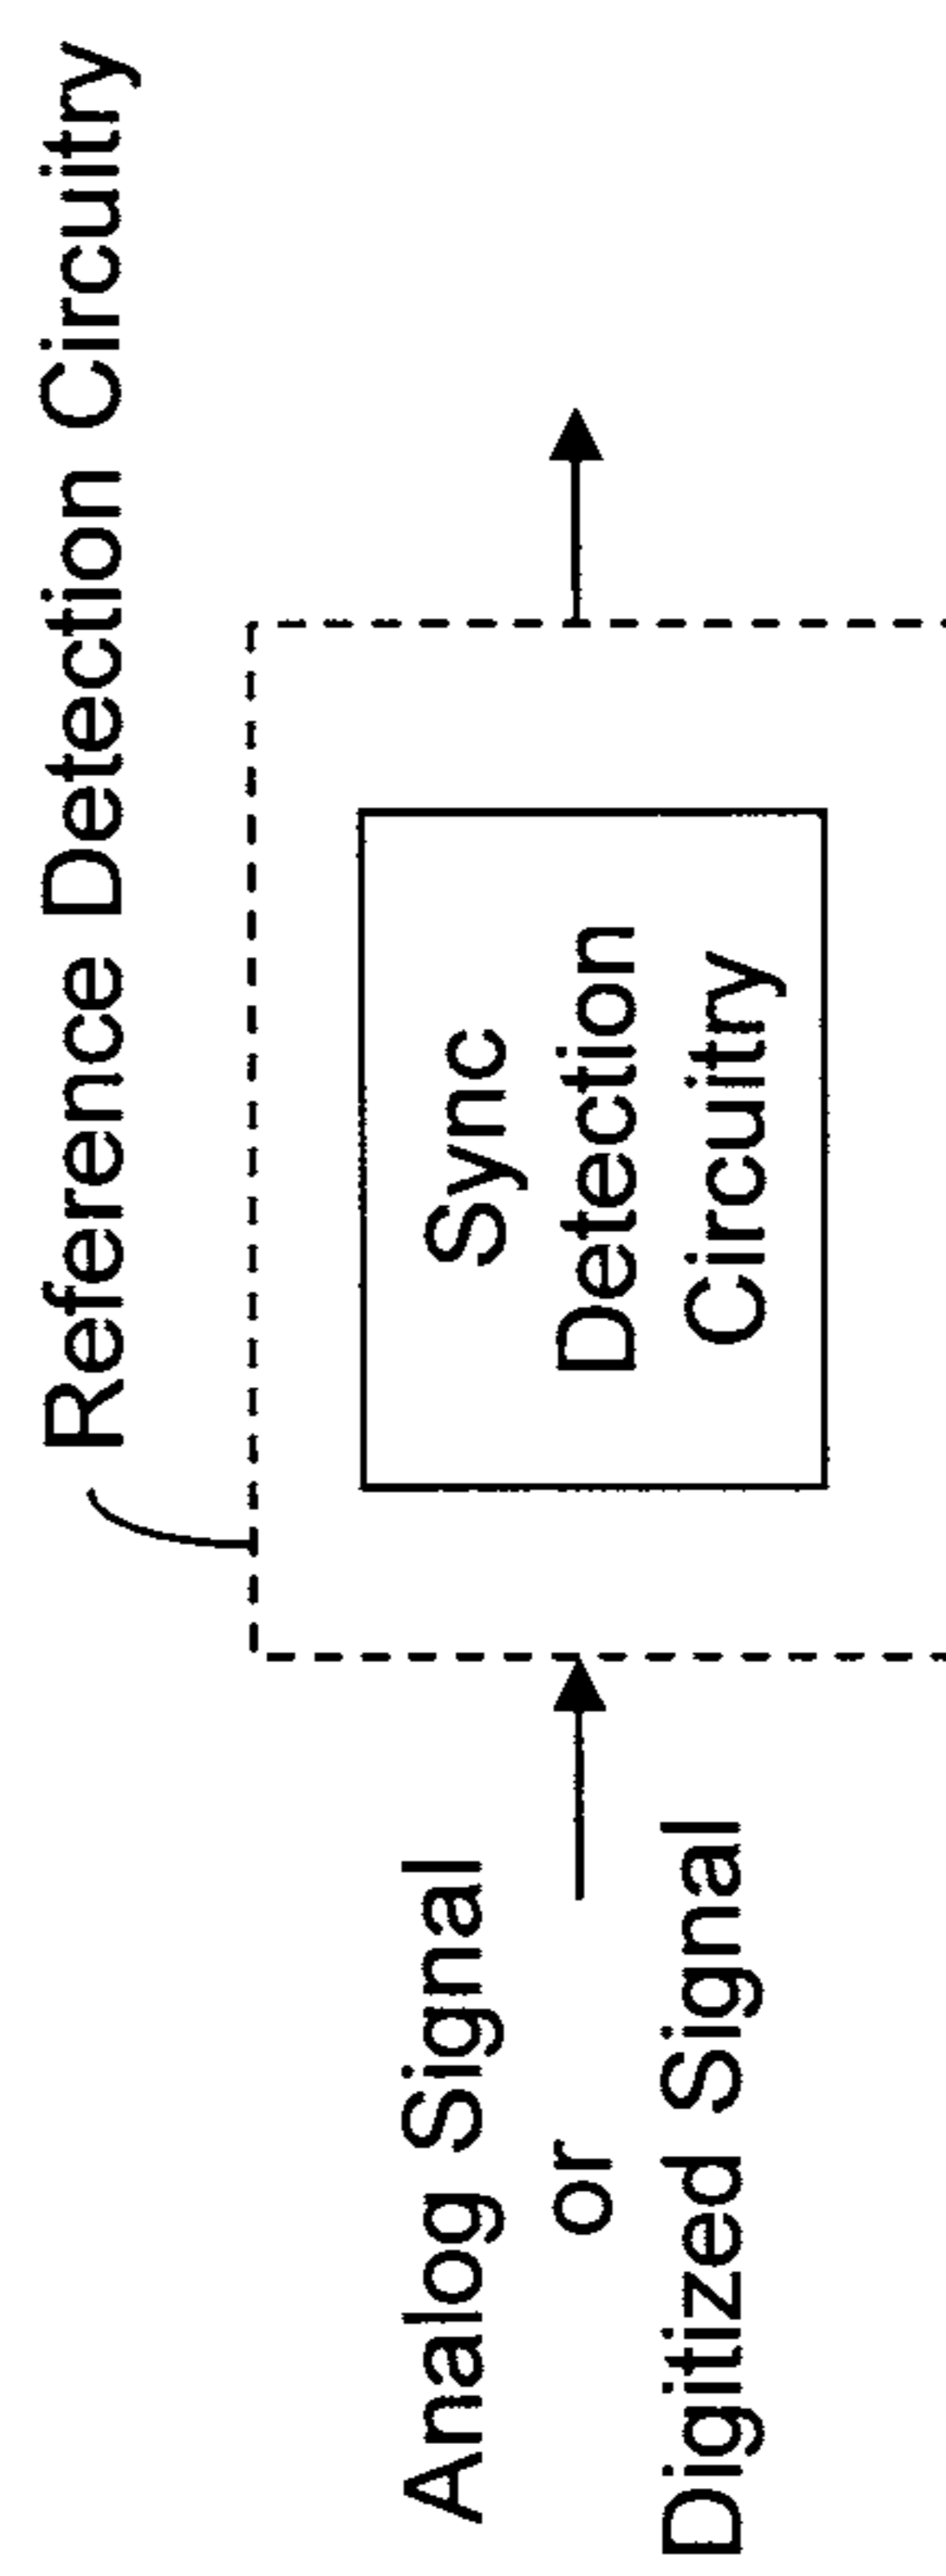 Reference Detection Circuitry
Analog Signal
or
Digitized Signal
Sync
Detection
Circuitry